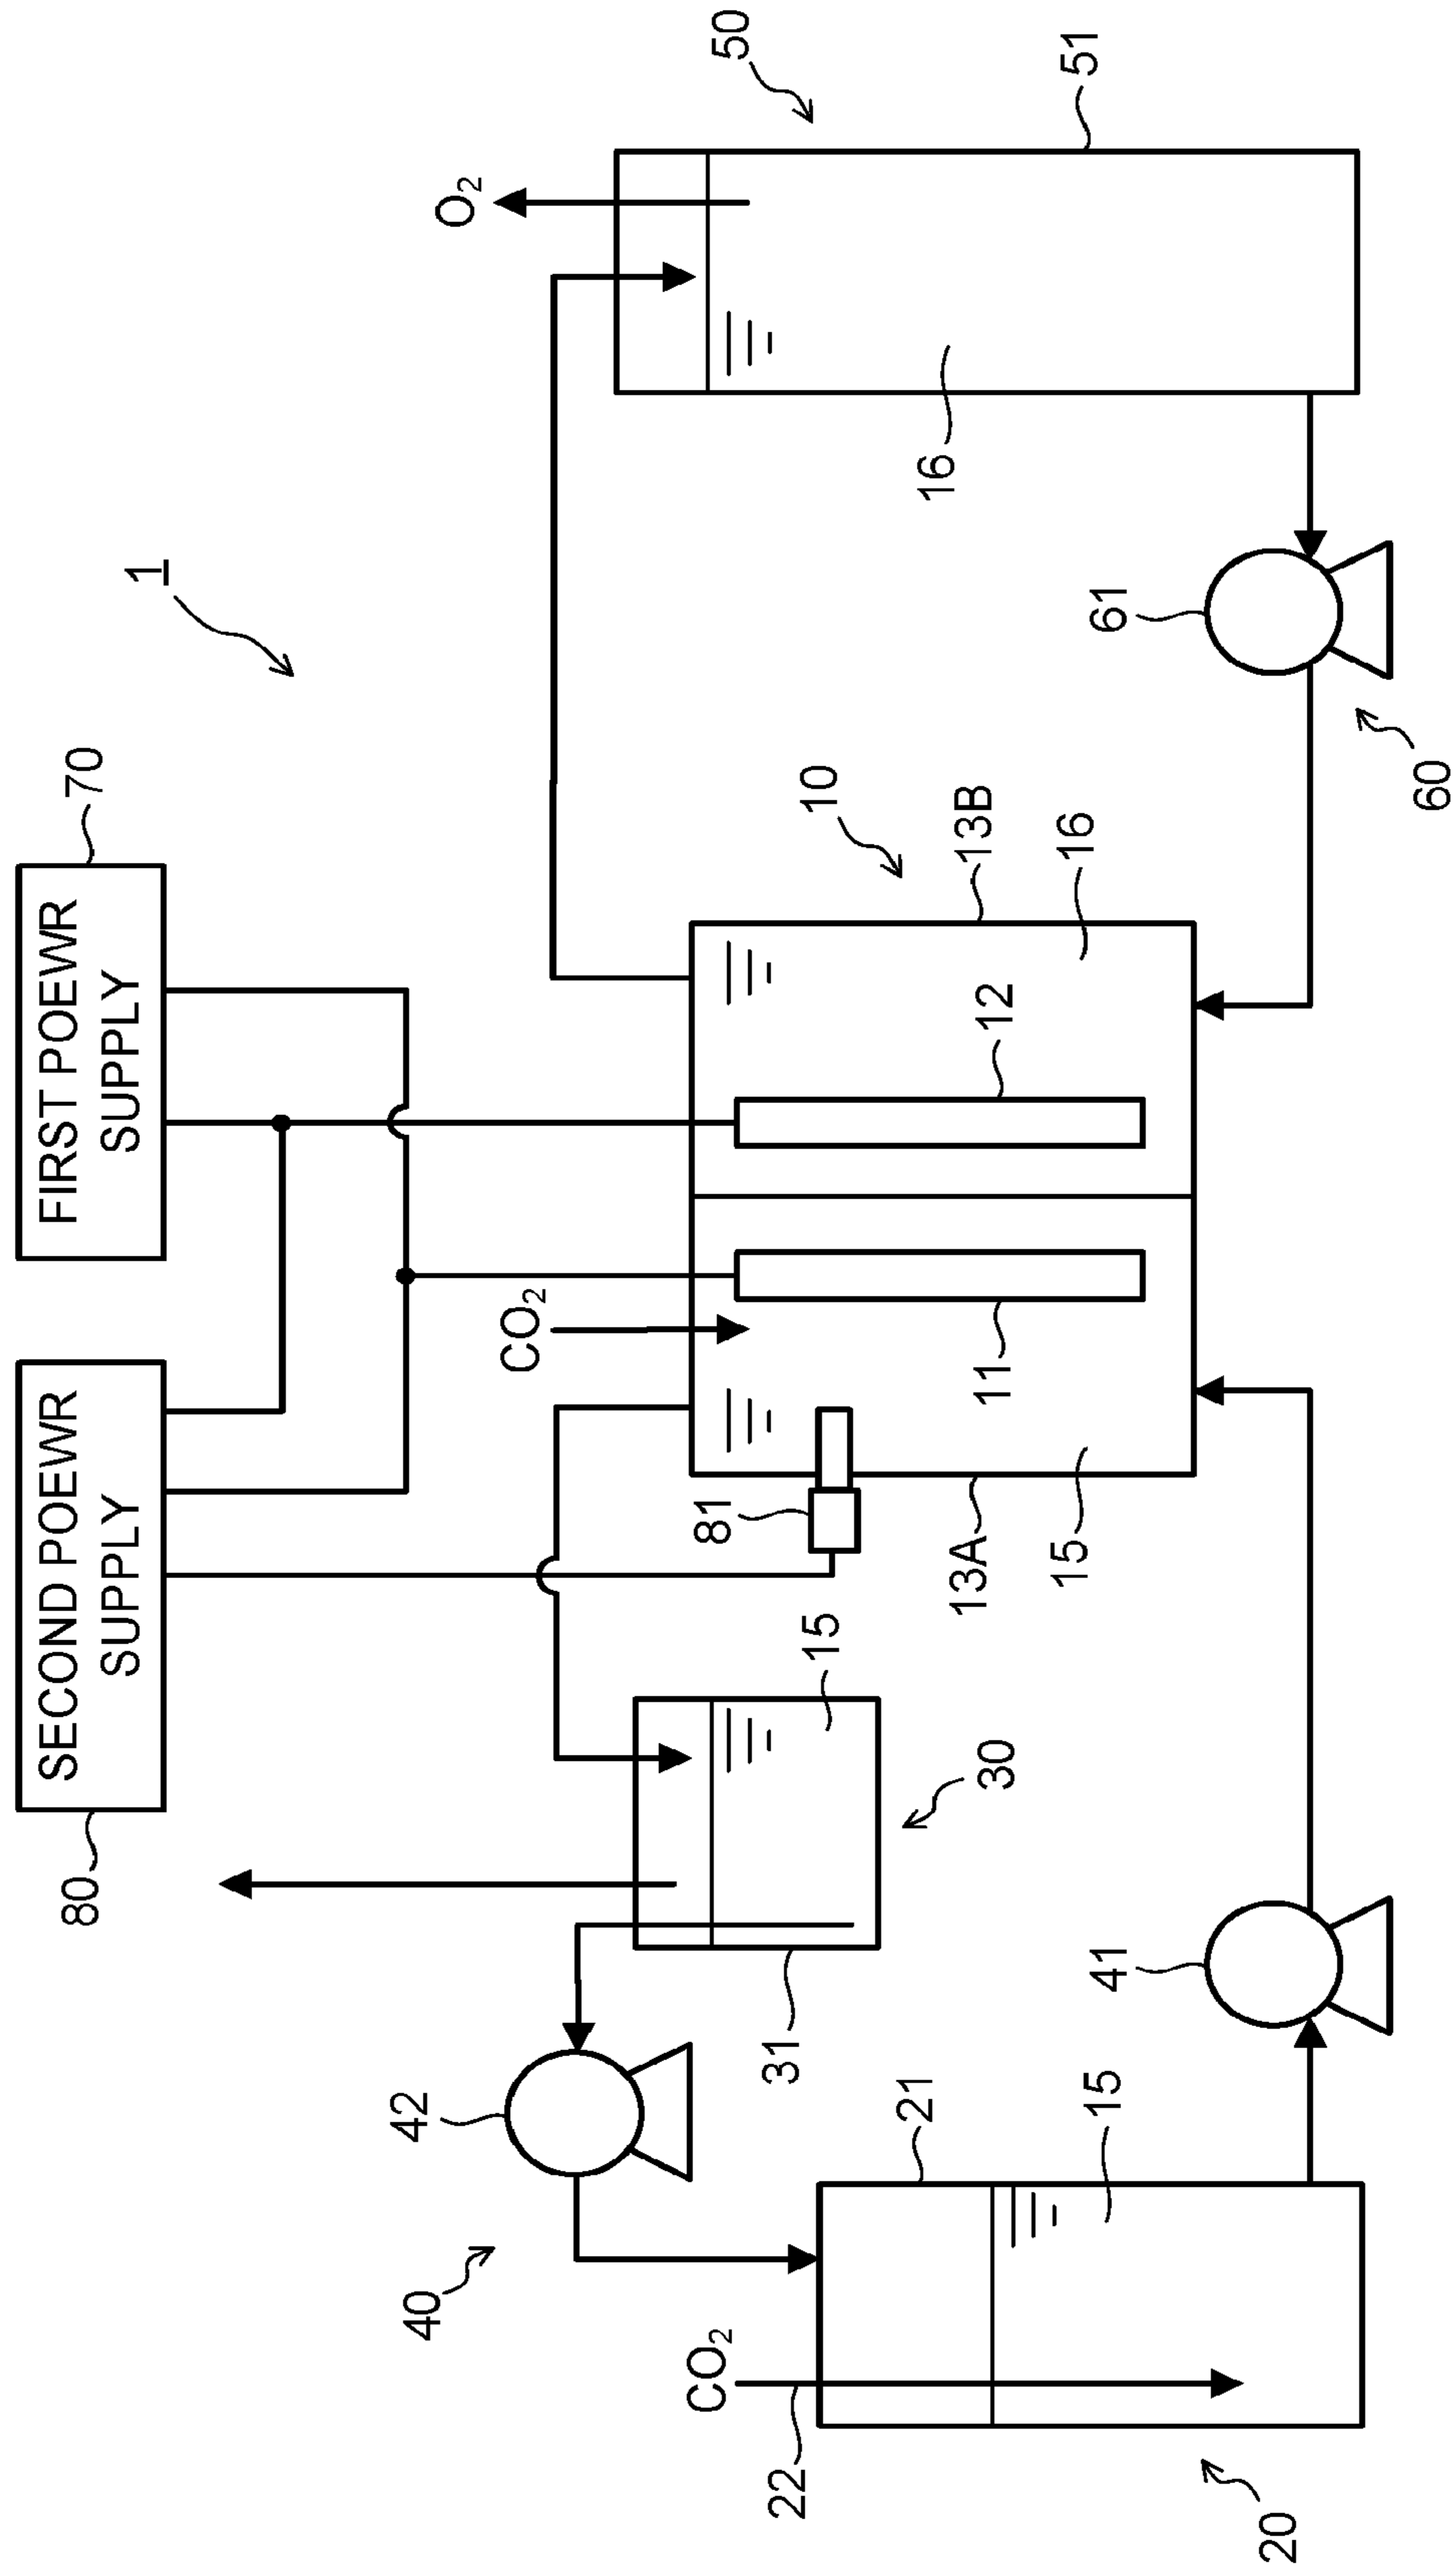 1
80
SECOND POEWR
SUPPLY
FIRST POEWR
SUPPLY
70
40
42
CO₂
O₂
50
CO₂
22
21
31
15
30
81
10
51
20
15
41
13A
15
11
12
13B
16
16
61
60